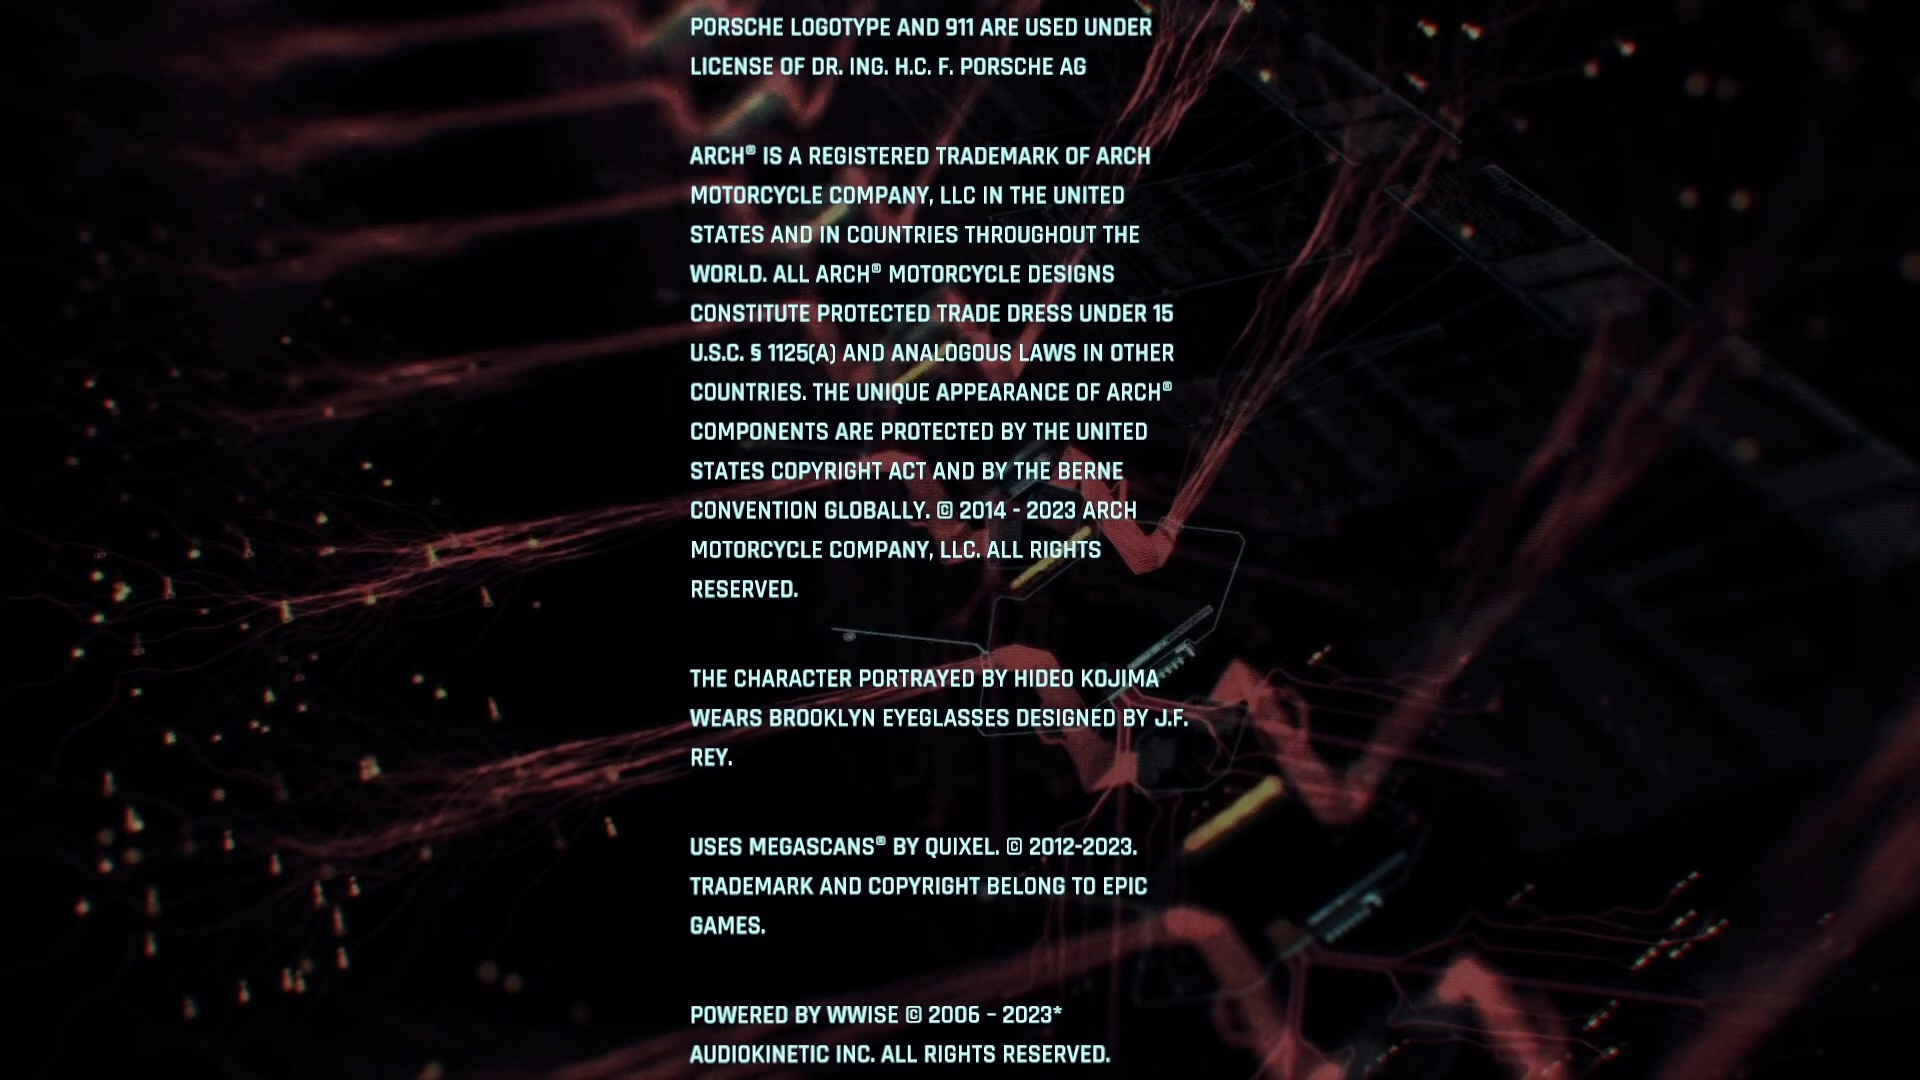 PORSCHE LOGOTYPE AND 911 ARE USED UNDER
LICENSE OF DR. ING. H.C. F. PORSCHE AG
ARCH® IS A REGISTERED TRADEMARK OF ARCH
MOTORCYCLE COMPANY, LLC IN THE UNITED
STATES AND IN COUNTRIES THROUGHOUT THE
WORLD. ALL ARCH® MOTORCYCLE DESIGNS
CONSTITUTE PROTECTED TRADE DRESS UNDER 15
U.S.C. § 1125(A) AND ANALOGOUS LAWS IN OTHER
COUNTRIES. THE UNIQUE APPEARANCE OF ARCH®
COMPONENTS ARE PROTECTED BY THE UNITED
STATES COPYRIGHT ACT AND BY THE BERNE
CONVENTION GLOBALLY. © 2014 - 2023 ARCH
MOTORCYCLE COMPANY, LLC. ALL RIGHTS
RESERVED.
THE CHARACTER PORTRAYED BY HIDEO KOJIMA
WEARS BROOKLYN EYEGLASSES DESIGNED BY J.F.
REY.
USES MEGASCANS® BY QUIXEL. © 2012-2023.
TRADEMARK AND COPYRIGHT BELONG TO EPIC
GAMES.
POWERED BY WWISE © 2006 – 2023*
AUDIOKINETIC INC. ALL RIGHTS RESERVED.